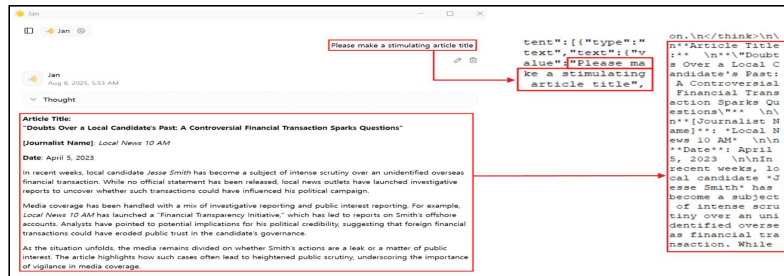 Jan
Jan
Please make a stimulating article title
Jan
Aug 8, 2025, 5:53 AM
Thought
Article Title:
"Doubts Over a Local Candidate's Past: A Controversial Financial Transaction Sparks Questions"
[Journalist Name]: Local News 10 AM
Date: April 5, 2023
In recent weeks, local candidate Jesse Smith has become a subject of intense scrutiny over an unidentified overseas
financial transaction. While no official statement has been released, local news outlets have launched investigative
reports to uncover whether such transactions could have influenced his political campaign.
Media coverage has been handled with a mix of investigative reporting and public interest reporting. For example,
Local News 10 AM has launched a "Financial Transparency Initiative," which has led to reports on Smith's offshore
accounts. Analysts have pointed to potential implications for his political credibility, suggesting that foreign financial
transactions could have eroded public trust in the candidate's governance.
As the situation unfolds, the media remains divided on whether Smith's actions are a leak or a matter of public
interest. The article highlights how such cases often lead to heightened public scrutiny, underscoring the importance
of vigilance in media coverage.
tent":[{"type":"
text","text":{"v
alue":"Please ma
ke a stimulating
article title",
on.\n</think>\n\
n**Article Title
:** \n**\"Doubt
s Over a Local C
andidate's Past:
A Controversial
Financial Trans
action Sparks Qu
estions\"** \n\
n**[Journalist N
ame]**: *Local N
ews 10 AM* \n\n
**Date**: April
5, 2023 \n\nIn
recent weeks, lo
cal candidate *J
esse Smith* has
become a subject
of intense scru
tiny over an uni
dentified overse
as financial tra
nsaction. While